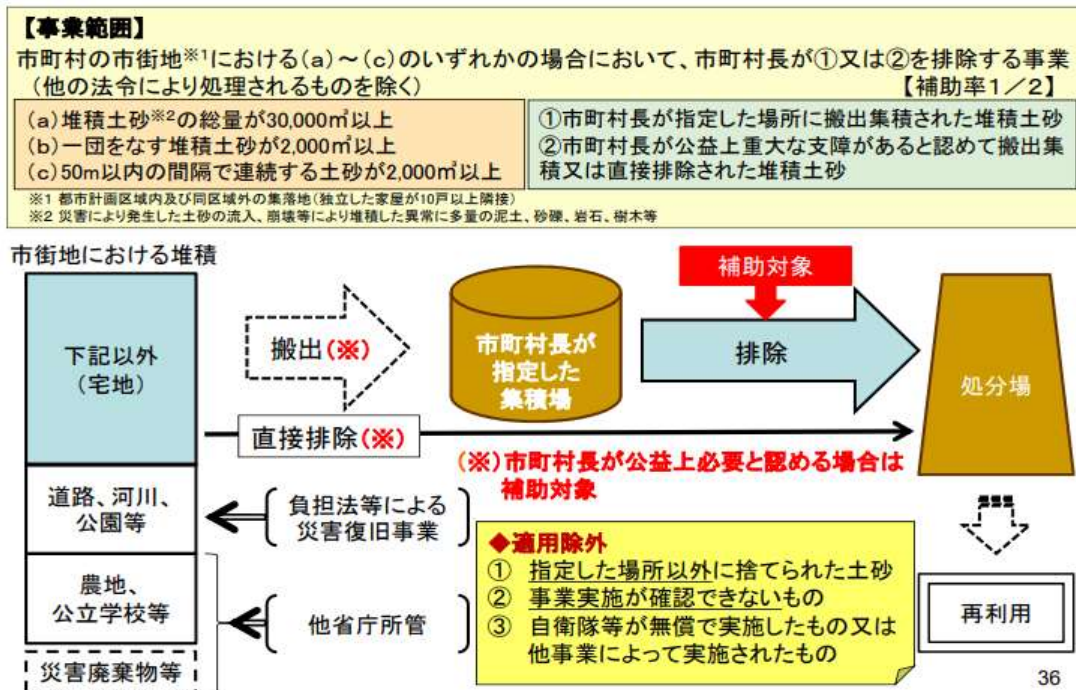 【事業範囲】
市町村の市街地※1における(a)~(c)のいずれかの場合において、市町村長が①又は②を排除する事業
(他の法令により処理されるものを除く)
【補助率1/2】
(a)堆積土砂※2の総量が30,000㎥以上
(b)一団をなす堆積土砂が2,000㎥以上
(c)50m以内の間隔で連続する土砂が2,000㎥以上
①市町村長が指定した場所に搬出集積された堆積土砂
②市町村長が公益上重大な支障があると認めて搬出集
積又は直接排除された堆積土砂
※1 都市計画区域内及び同区域外の集落地(独立した家屋が10戸以上隣接)
※2 災害により発生した土砂の流入、崩壊等により堆積した異常に多量の泥土、砂礫、岩石、樹木等
市街地における堆積
下記以外
(宅地)
道路、河川、
公園等
農地、
公立学校等
災害廃棄物等
搬出(※)
市町村長が
指定した
集積場
補助対象
排除
処分場
直接排除(※)
(※)市町村長が公益上必要と認める場合は
補助対象
負担法等による
災害復旧事業
他省庁所管
◆適用除外
① 指定した場所以外に捨てられた土砂
② 事業実施が確認できないもの
③ 自衛隊等が無償で実施したもの又は
他事業によって実施されたもの
再利用
36